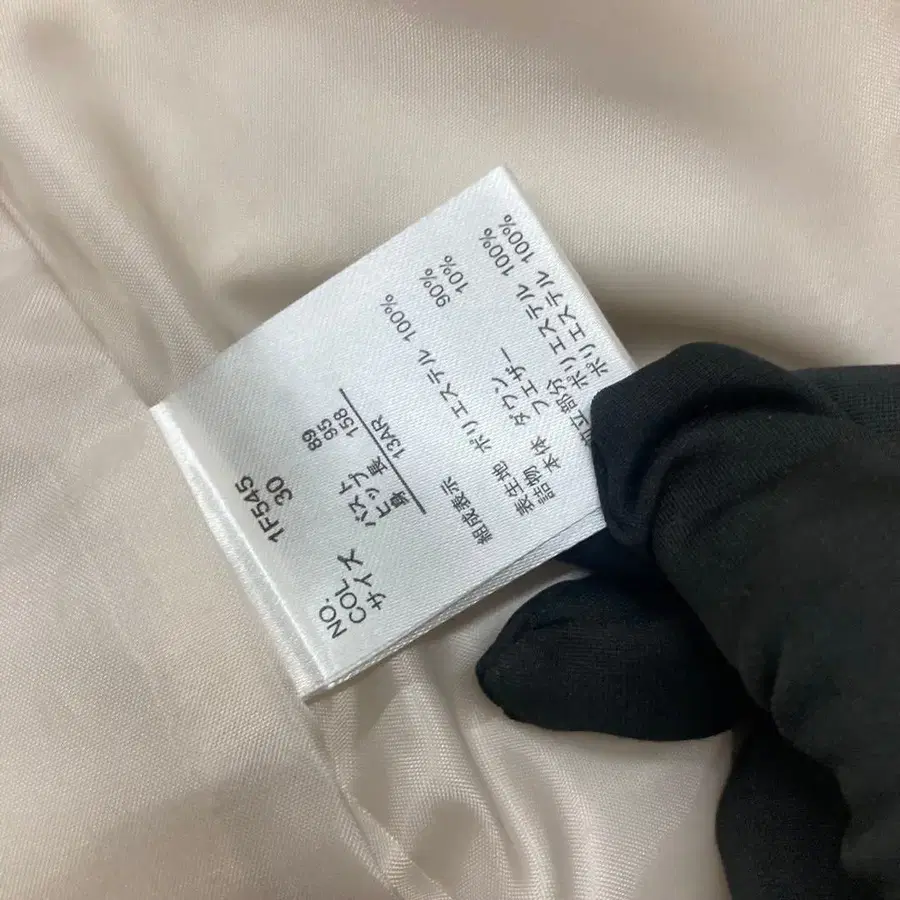 NO. 1F545
COL 30
サイズ バスト 89
ヒップ 95
身長 158
13AR
組成表示
表生地 ポリエステル 100%
詰物 本体 ダウン 90%
フェザー 10%
部分 ポリエステル 100%
ポリエステル 100%